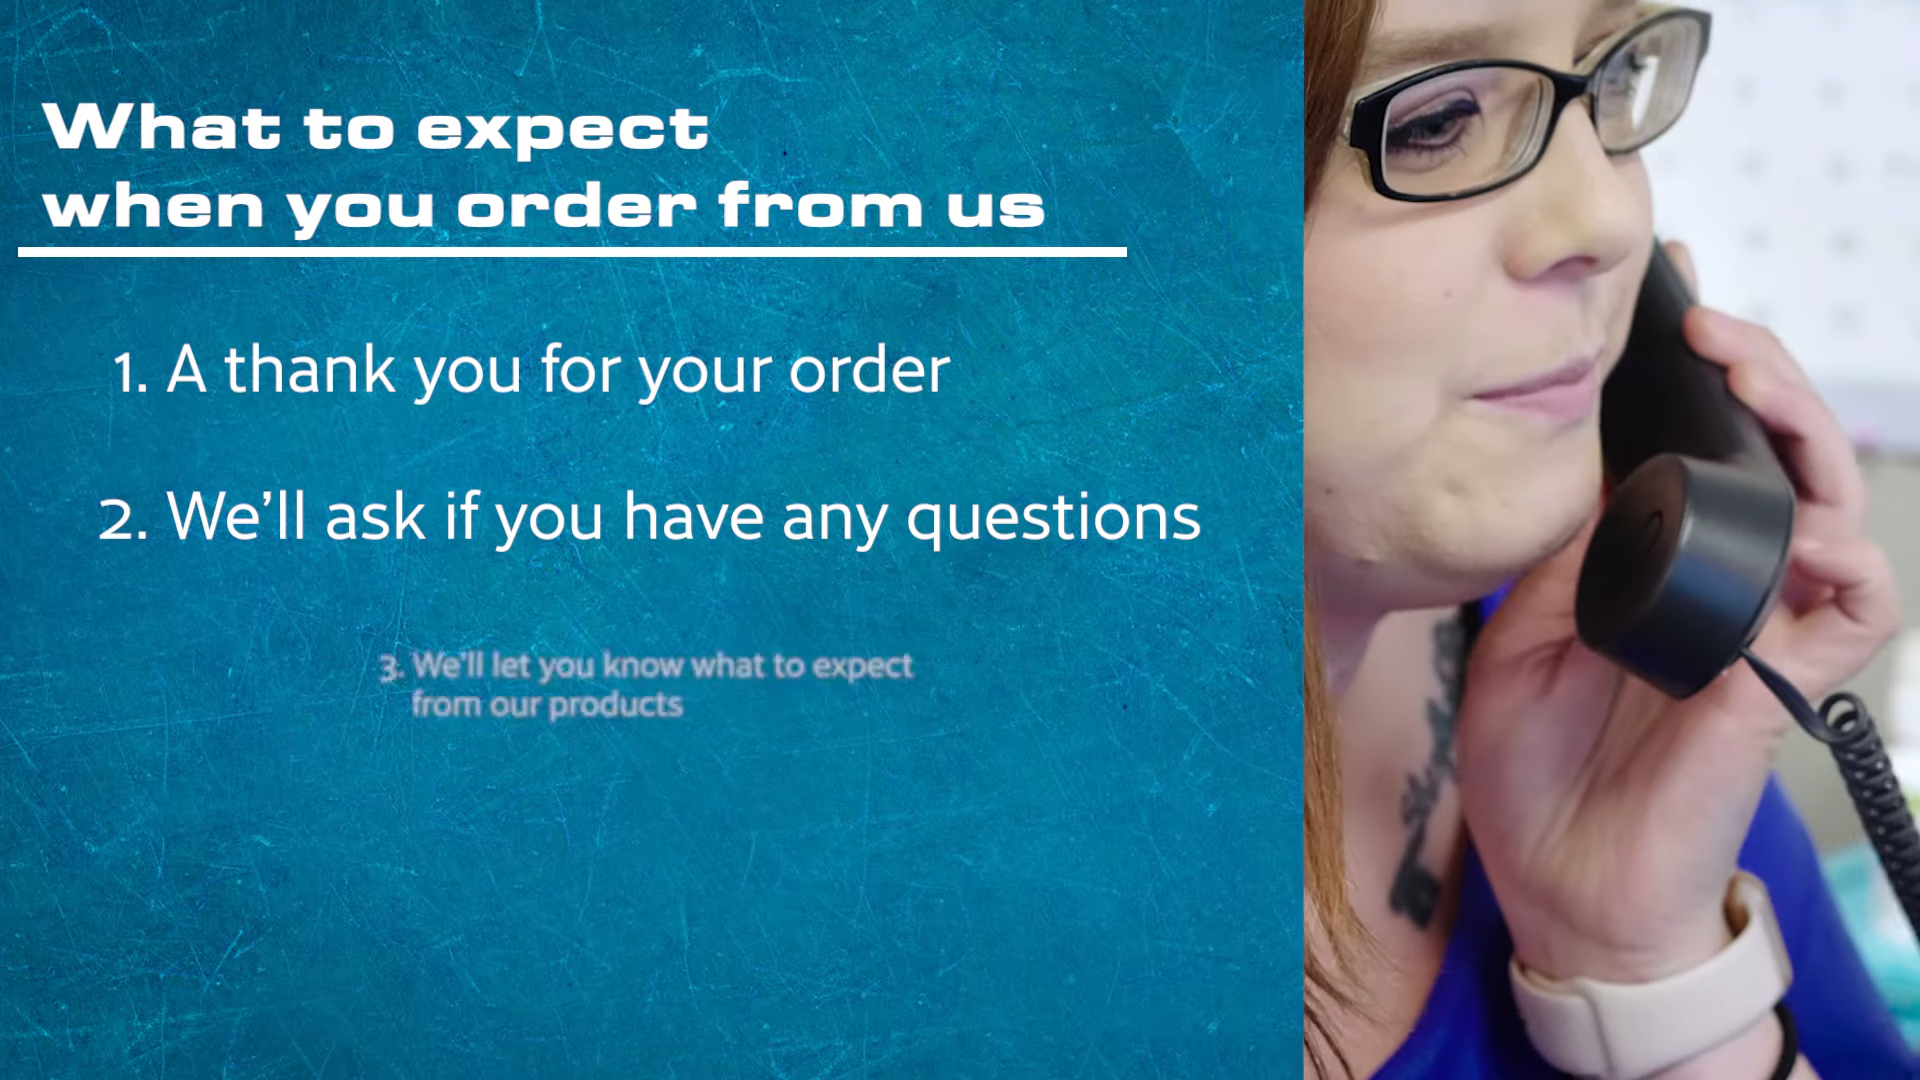 What to expect
when you order from us
1. A thank you for your order
2. We’ll ask if you have any questions
3. We’ll let you know what to expect
from our products